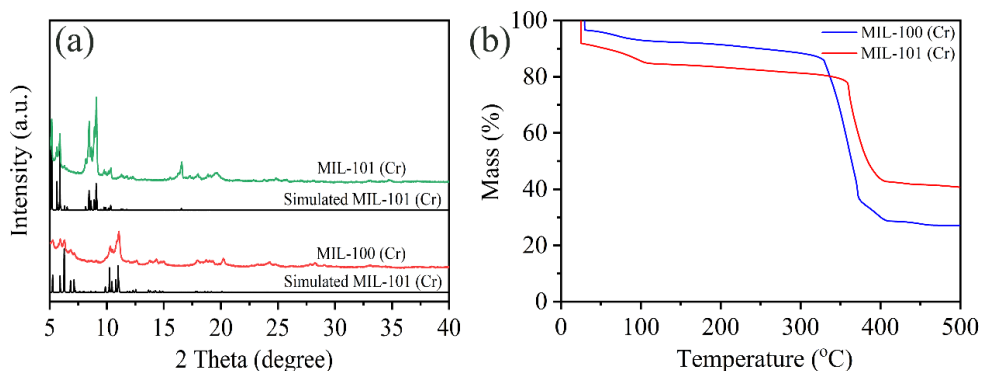 (a)
Intensity (a.u.)
MIL-101 (Cr)
Simulated MIL-101 (Cr)
MIL-100 (Cr)
Simulated MIL-101 (Cr)
5 10 15 20 25 30 35 40
2 Theta (degree)
(b)
MIL-100 (Cr)
MIL-101 (Cr)
Mass (%)
100
80
60
40
20
0
0 100 200 300 400 500
Temperature (°C)